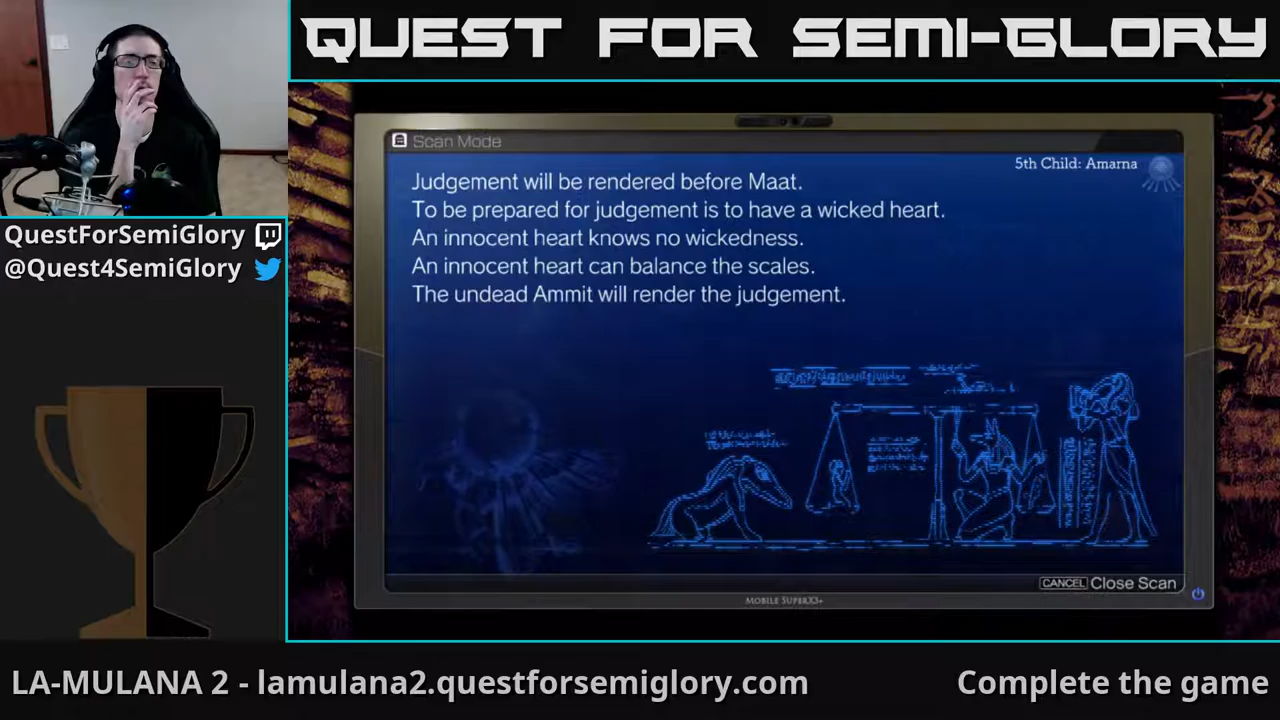 QUEST FOR SEMI-GLORY
Scan Mode
5th Child: Amarna
Judgement will be rendered before Maat.
To be prepared for judgement is to have a wicked heart.
An innocent heart knows no wickedness.
An innocent heart can balance the scales.
The undead Ammit will render the judgement.
CANCEL Close Scan
MOBILE SUPERX3+
QuestForSemiGlory
@Quest4SemiGlory
LA-MULANA 2 - lamulana2.questforsemiglory.com
Complete the game